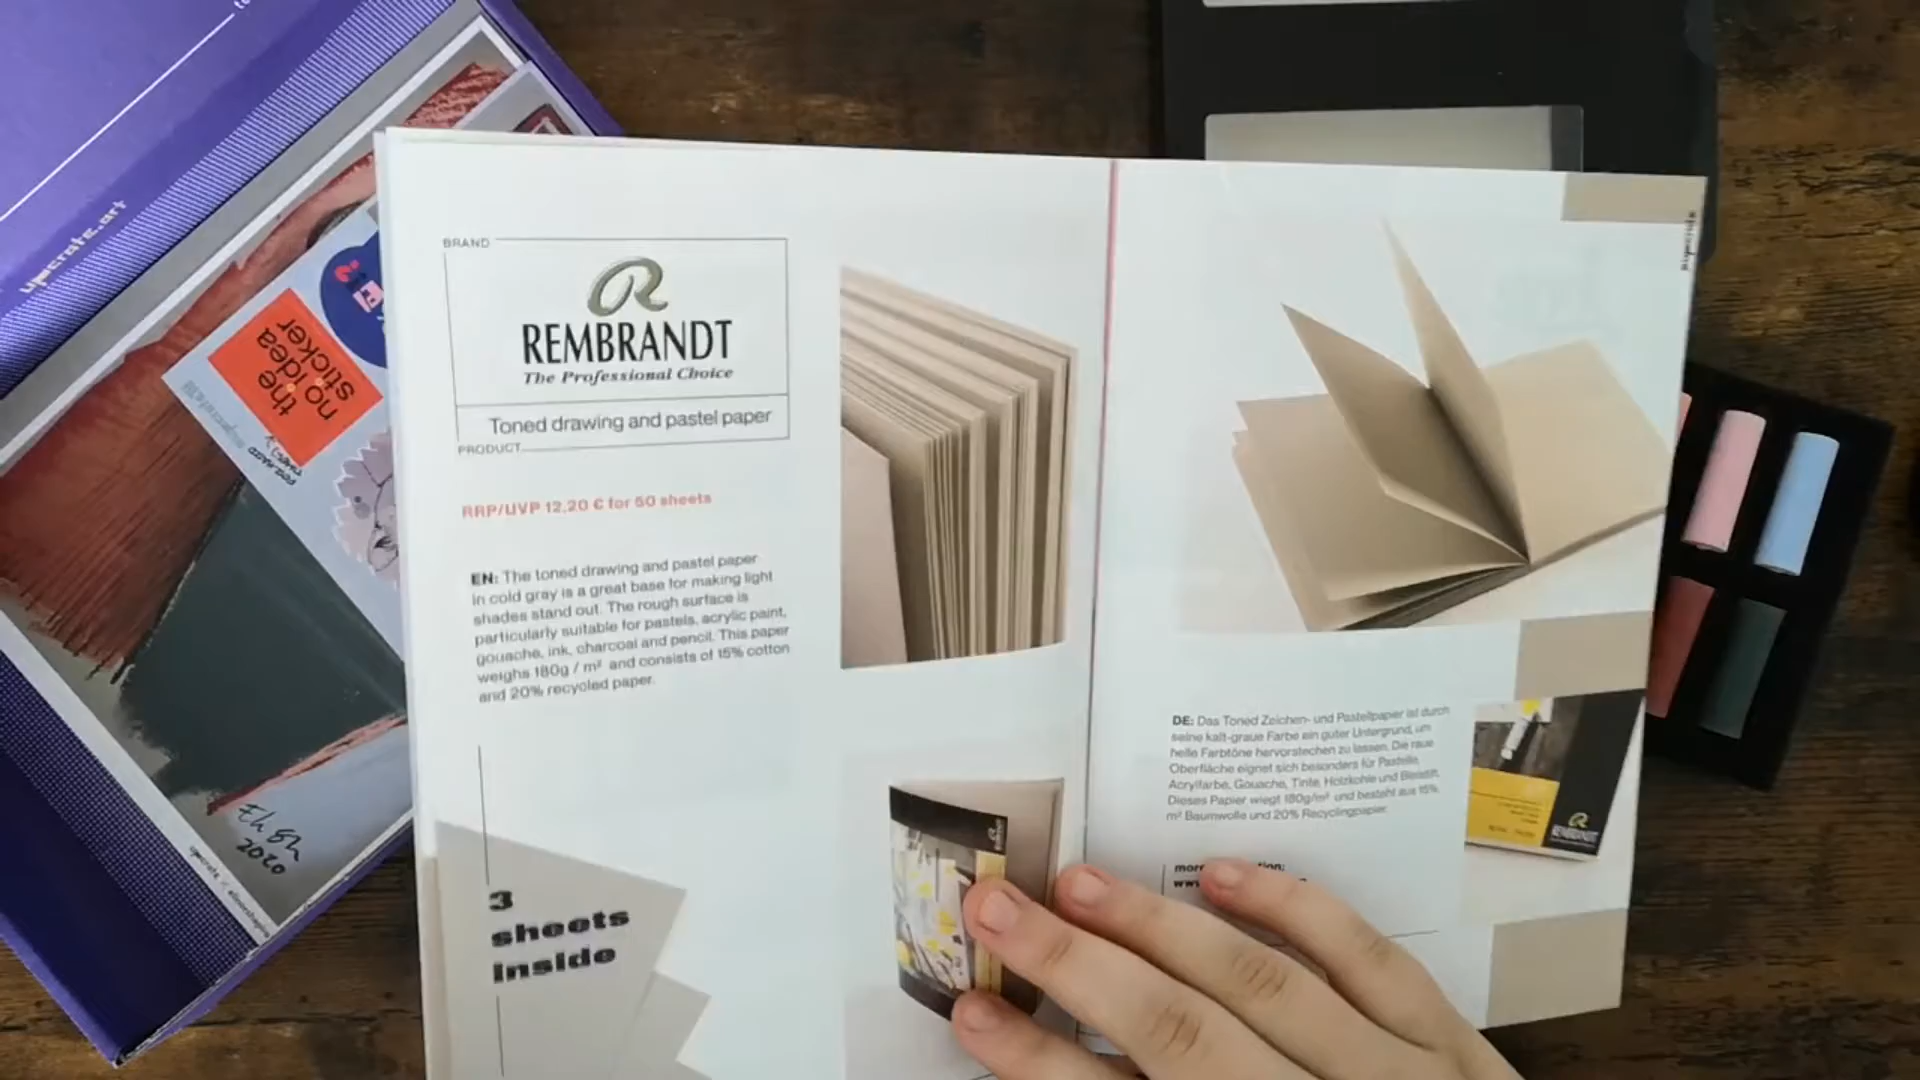 upcrate.art
the
no idea
sticker
Eli Gh
2020
BRAND
R
REMBRANDT
The Professional Choice
Toned drawing and pastel paper
PRODUCT
RRP/UVP 12,20 € for 50 sheets
EN: The toned drawing and pastel paper
in cold gray is a great base for making light
shades stand out. The rough surface is
particularly suitable for pastels, acrylic paint,
gouache, ink, charcoal and pencil. This paper
weighs 180g / m² and consists of 15% cotton
and 20% recycled paper.
3
sheets
inside
DE: Das Toned Zeichen- und Pastellpapier ist durch
seine kalt-graue Farbe ein guter Untergrund, um
helle Farbtöne hervorstechen zu lassen. Die raue
Oberfläche eignet sich besonders für Pastelle,
Acrylfarbe, Gouache, Tinte, Holzkohle und Bleistift.
Dieses Papier wiegt 180g/m² und besteht aus 15%
m² Baumwolle und 20% Recyclingpapier.
REMBRANDT